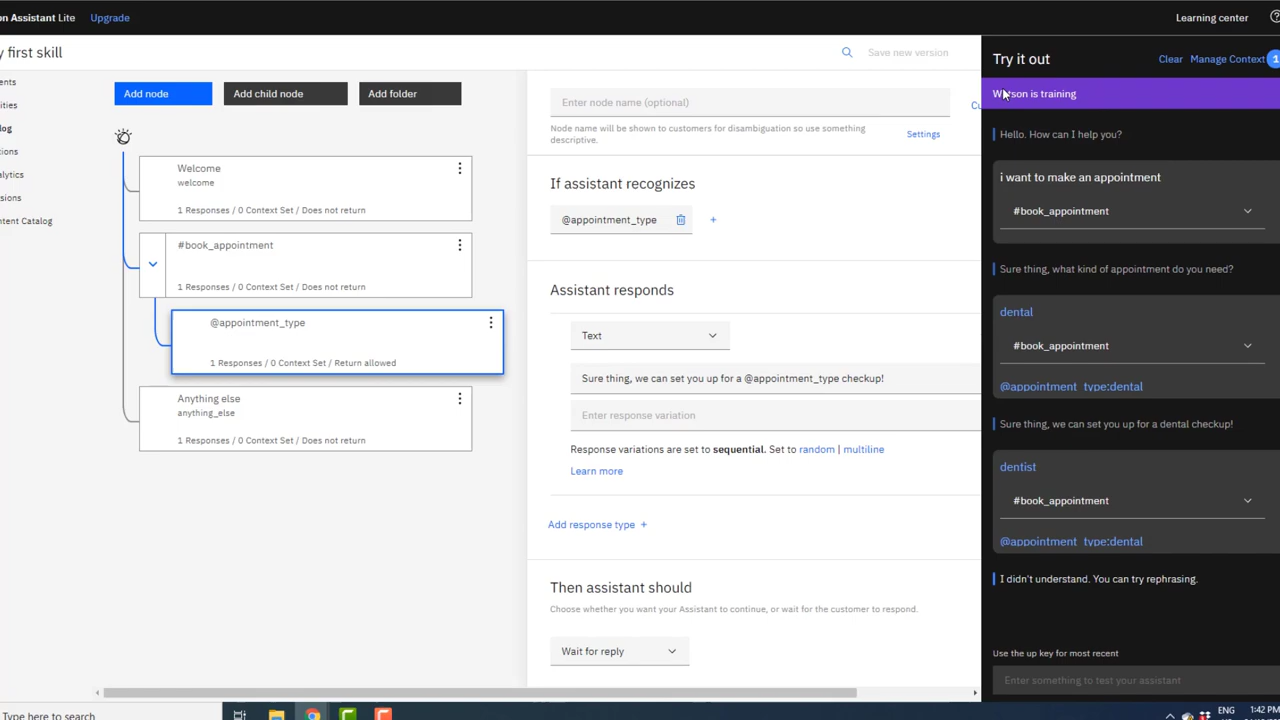 on Assistant Lite
Upgrade
Learning center
y first skill
Save new version
ents
ities
og
ions
alytics
sions
ntent Catalog
Add node
Add child node
Add folder
Welcome
welcome
1 Responses / 0 Context Set / Does not return
#book_appointment
1 Responses / 0 Context Set / Does not return
@appointment_type
1 Responses / 0 Context Set / Return allowed
Anything else
anything_else
1 Responses / 0 Context Set / Does not return
Enter node name (optional)
Cu
Node name will be shown to customers for disambiguation so use something
descriptive.
Settings
If assistant recognizes
@appointment_type
Assistant responds
Text
Sure thing, we can set you up for a @appointment_type checkup!
Enter response variation
Response variations are set to sequential. Set to random | multiline
Learn more
Add response type +
Then assistant should
Choose whether you want your Assistant to continue, or wait for the customer to respond.
Wait for reply
Try it out
Clear
Manage Context
1
Watson is training
Hello. How can I help you?
i want to make an appointment
#book_appointment
Sure thing, what kind of appointment do you need?
dental
#book_appointment
@appointment_type:dental
Sure thing, we can set you up for a dental checkup!
dentist
#book_appointment
@appointment_type:dental
I didn't understand. You can try rephrasing.
Use the up key for most recent
Enter something to test your assistant
Type here to search
ENG
1:42 PM